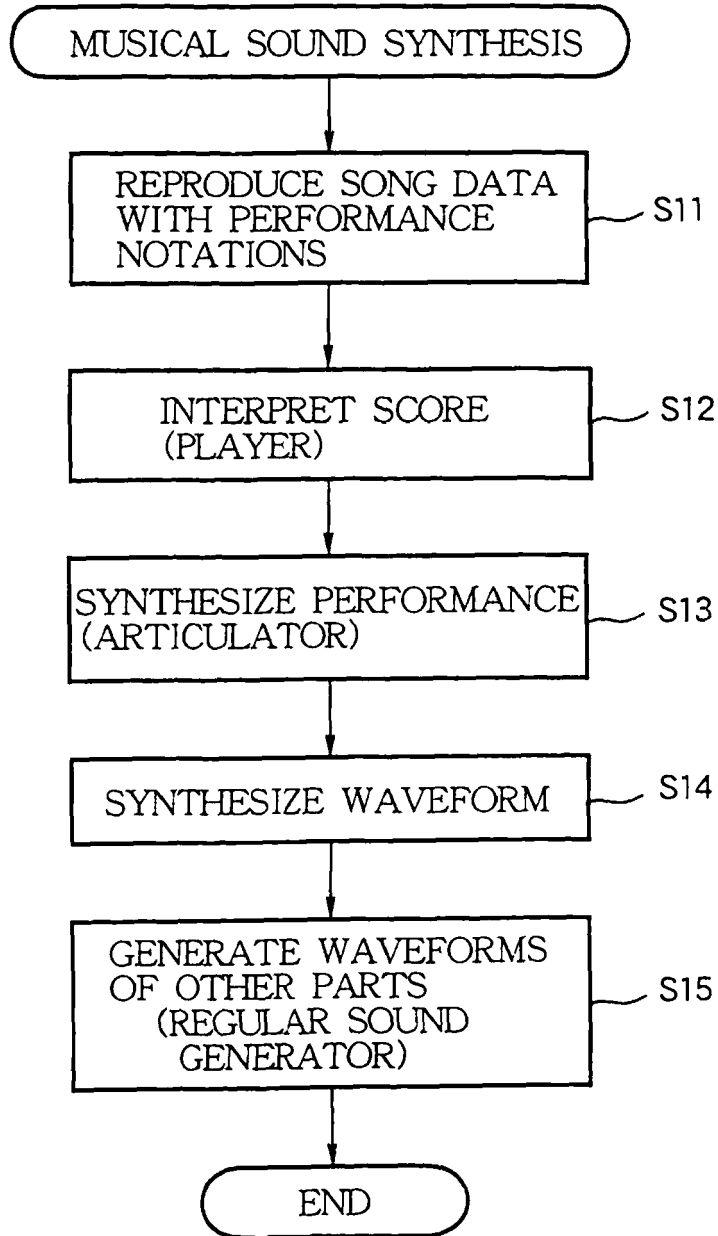 MUSICAL SOUND SYNTHESIS
REPRODUCE SONG DATA
WITH PERFORMANCE
NOTATIONS
S11
INTERPRET SCORE
(PLAYER)
S12
SYNTHESIZE PERFORMANCE
(ARTICULATOR)
S13
SYNTHESIZE WAVEFORM
S14
GENERATE WAVEFORMS
OF OTHER PARTS
(REGULAR SOUND
GENERATOR)
S15
END